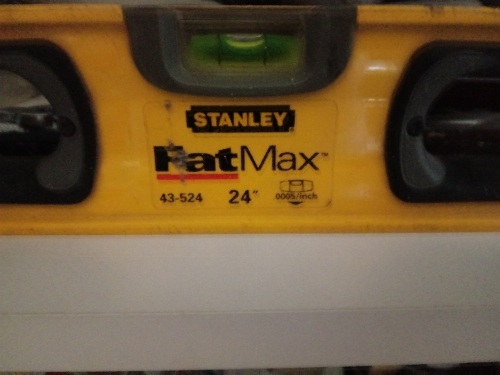 STANLEY
FatMax™
43-524 24" 0005/inch